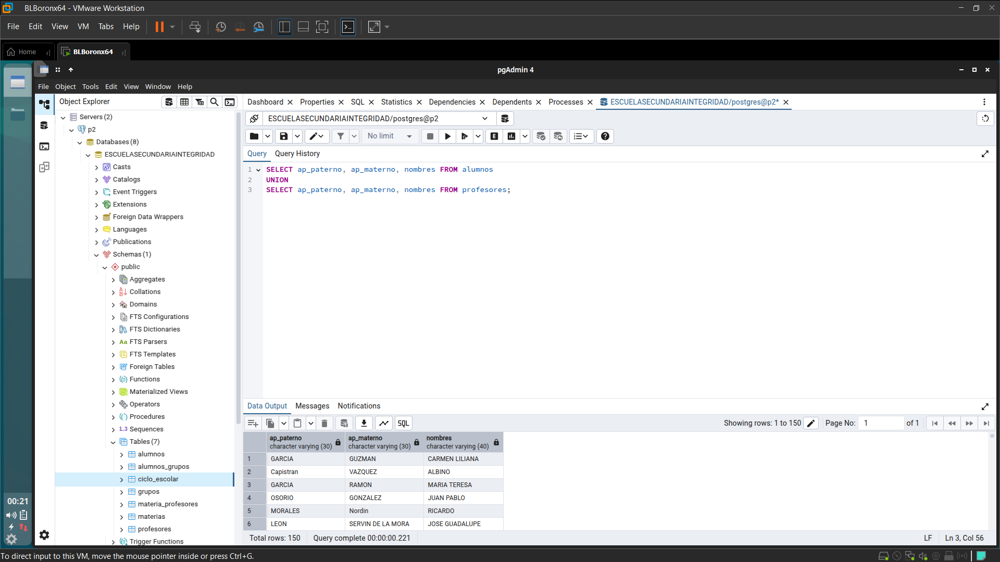 BLBoronx64 - VMware Workstation
File Edit View VM Tabs Help
Home
BLBoronx64
pgAdmin 4
File Object Tools Edit View Window Help
Object Explorer
Dashboard Properties SQL Statistics Dependencies Dependents Processes ESCUELASECUNDARIAINTEGRIDAD/postgres@p2*
Servers (2)
p2
Databases (8)
ESCUELASECUNDARIAINTEGRIDAD
Casts
Catalogs
Event Triggers
Extensions
Foreign Data Wrappers
Languages
Publications
Schemas (1)
public
Aggregates
Collations
Domains
FTS Configurations
FTS Dictionaries
Aa FTS Parsers
FTS Templates
Foreign Tables
Functions
Materialized Views
Operators
Procedures
1..3 Sequences
Tables (7)
alumnos
alumnos_grupos
ciclo_escolar
grupos
materia_profesores
materias
profesores
Trigger Functions
00:21
ESCUELASECUNDARIAINTEGRIDAD/postgres@p2
No limit
E
Query Query History
1 SELECT ap_paterno, ap_materno, nombres FROM alumnos
2 UNION
3 SELECT ap_paterno, ap_materno, nombres FROM profesores;
Data Output Messages Notifications
SQL
Showing rows: 1 to 150
Page No: 1 of 1
ap_paterno character varying (30)
ap_materno character varying (30)
nombres character varying (40)
1 GARCIA GUZMAN CARMEN LILIANA
2 Capistran VAZQUEZ ALBINO
3 GARCIA RAMON MARIA TERESA
4 OSORIO GONZALEZ JUAN PABLO
5 MORALES Nordin RICARDO
6 LEON SERVIN DE LA MORA JOSE GUADALUPE
Total rows: 150 Query complete 00:00:00.221 LF Ln 3, Col 56
To direct input to this VM, move the mouse pointer inside or press Ctrl+G.